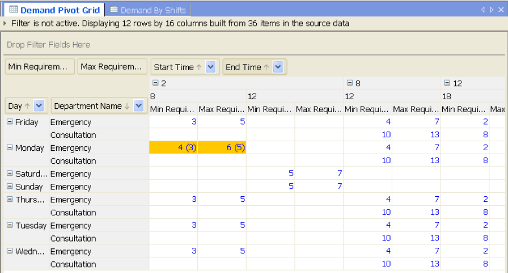 Demand Pivot Grid Demand By Shifts
Filter is not active. Displaying 12 rows by 16 columns built from 36 items in the source data
Drop Filter Fields Here
Min Requirem... Max Requirem... Start Time End Time
2 8 12
Day Department Name 8 12 12 18
Min Requi... Max Requi... Min Requi... Max Requi... Min Requi... Max Requi... Min Requi... Max
Friday Emergency 3 5 4 7 2
Consultation 10 13 8
Monday Emergency 4 (3) 6 (5) 4 7 2
Consultation 10 13 8
Saturd... Emergency 5 7
Sunday Emergency 5 7
Thurs... Emergency 3 5 4 7 2
Consultation 10 13 8
Tuesday Emergency 3 5 4 7 2
Consultation 10 13 8
Wedn... Emergency 3 5 4 7 2
Consultation 10 13 8